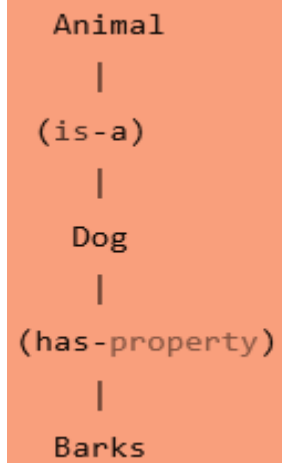 Animal
|
(is-a)
|
Dog
|
(has-property)
|
Barks